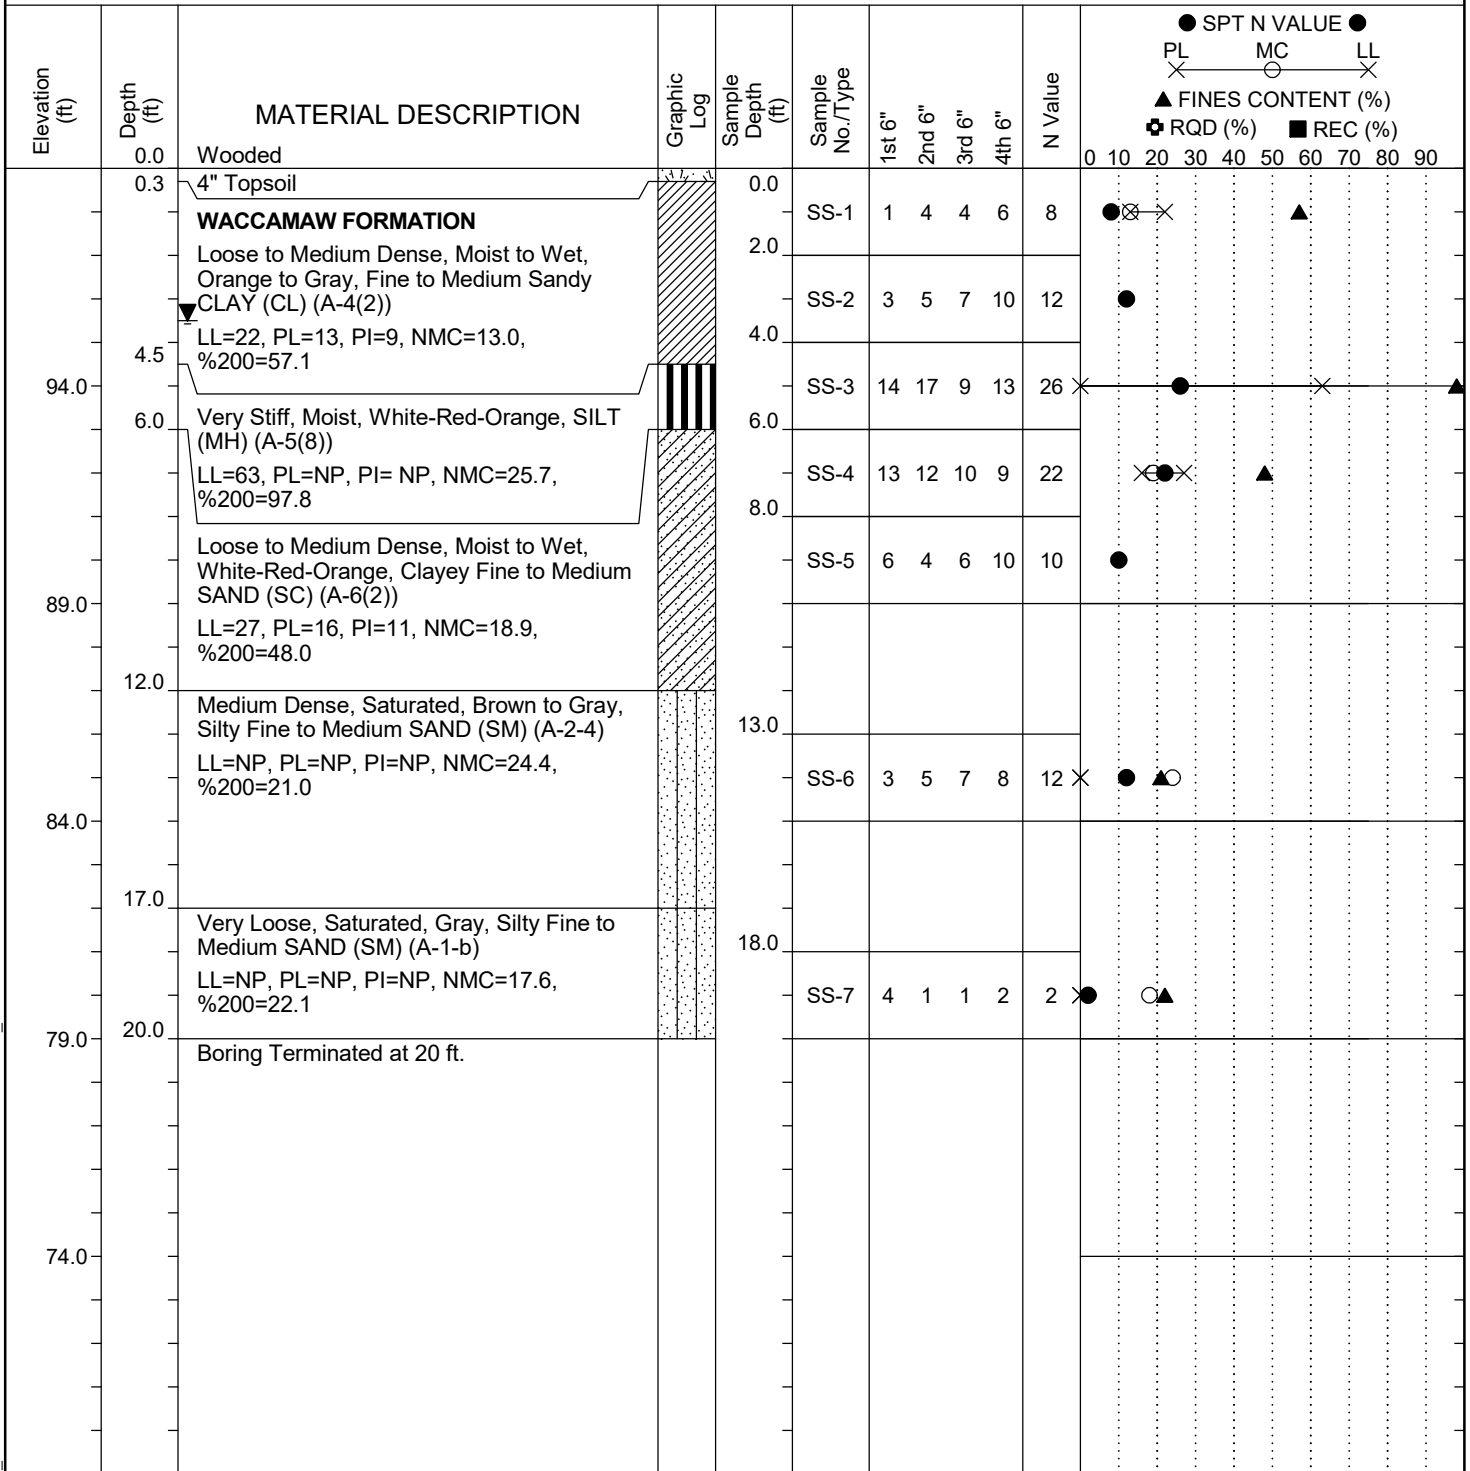 Elevation
(ft)
Depth
(ft)
MATERIAL DESCRIPTION
Graphic
Log
Sample
Depth
(ft)
Sample
No./Type
1st 6"
2nd 6"
3rd 6"
4th 6"
N Value
SPT N VALUE
PL MC LL
FINES CONTENT (%)
RQD (%) REC (%)
0 10 20 30 40 50 60 70 80 90
0.0 Wooded
0.3 4" Topsoil 0.0
WACCAMAW FORMATION
SS-1 1 4 4 6 8
Loose to Medium Dense, Moist to Wet, 2.0
Orange to Gray, Fine to Medium Sandy
CLAY (CL) (A-4(2))
SS-2 3 5 7 10 12
LL=22, PL=13, PI=9, NMC=13.0, 4.0
4.5 %200=57.1
94.0 SS-3 14 17 9 13 26
6.0 Very Stiff, Moist, White-Red-Orange, SILT 6.0
(MH) (A-5(8))
LL=63, PL=NP, PI= NP, NMC=25.7, SS-4 13 12 10 9 22
%200=97.8 8.0
Loose to Medium Dense, Moist to Wet,
White-Red-Orange, Clayey Fine to Medium SS-5 6 4 6 10 10
89.0 SAND (SC) (A-6(2))
LL=27, PL=16, PI=11, NMC=18.9,
%200=48.0
12.0
Medium Dense, Saturated, Brown to Gray,
Silty Fine to Medium SAND (SM) (A-2-4) 13.0
LL=NP, PL=NP, PI=NP, NMC=24.4, SS-6 3 5 7 8 12
%200=21.0
84.0
17.0
Very Loose, Saturated, Gray, Silty Fine to
Medium SAND (SM) (A-1-b) 18.0
LL=NP, PL=NP, PI=NP, NMC=17.6, SS-7 4 1 1 2 2
%200=22.1
79.0 20.0
Boring Terminated at 20 ft.
74.0